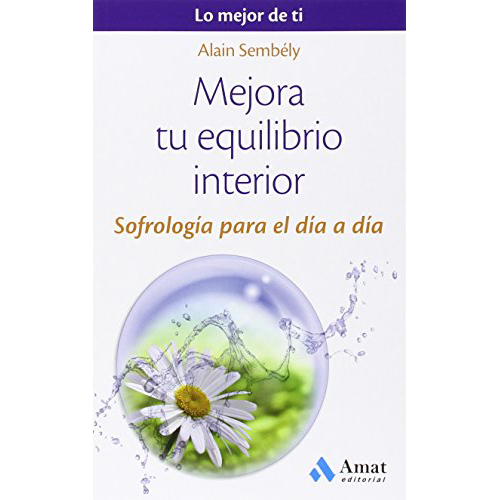 Lo mejor de ti
Alain Sembély
Mejora
tu equilibrio
interior
Sofrología para el día a día
Amat
editorial